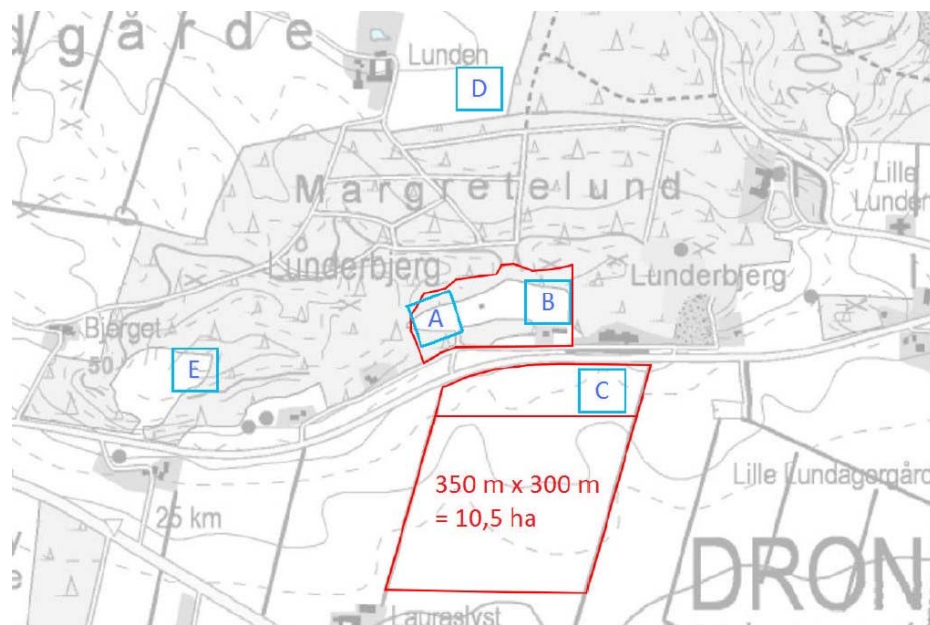 dgårde
Lunden
D
Margretelund
Lille
Lunder
Lunderbjerg
Lunderbjerg
A
B
Bjerget
50
E
C
350 m x 300 m
= 10,5 ha
Lille Lundagergård
25 km
DRON
Lauraslyst